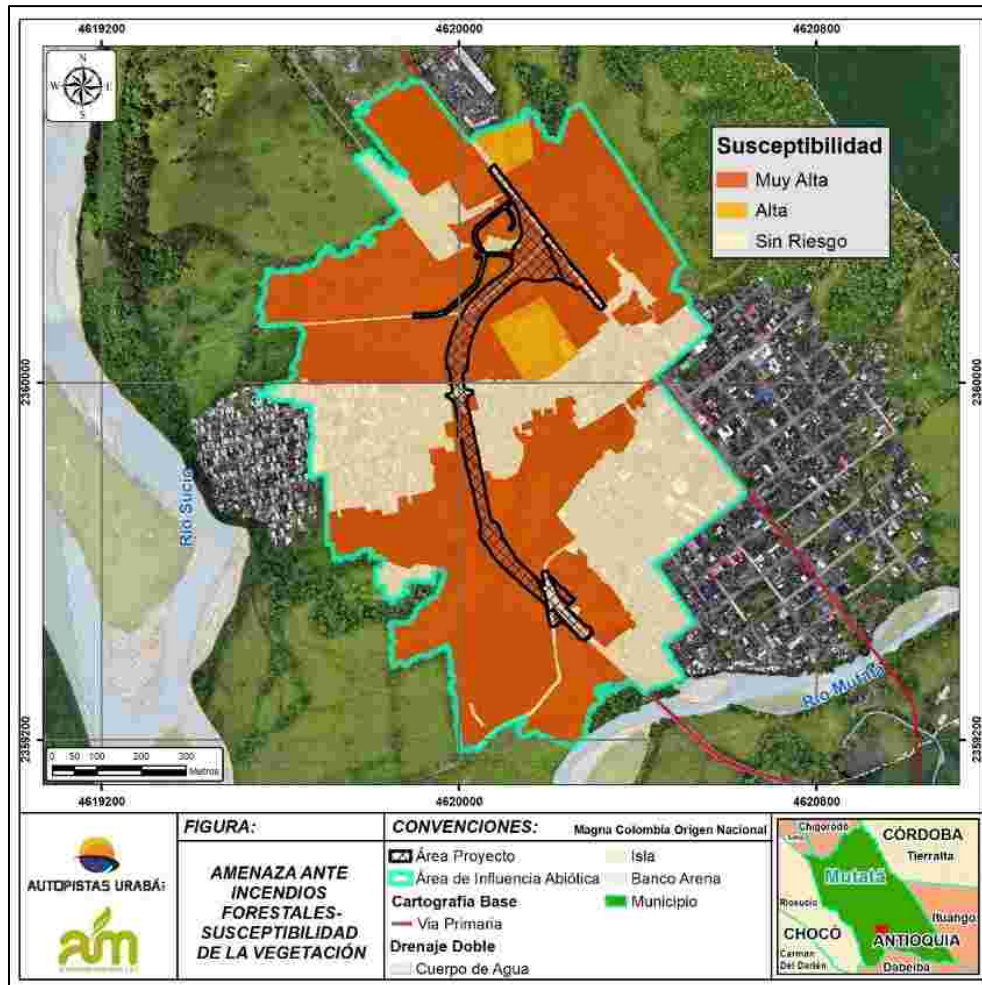 4619200 4620000 4620800
N
W E
S
Susceptibilidad
Muy Alta
Alta
Sin Riesgo
2360000 2360000
Río Sucio
Río Mutatá
2359200 2359200
0 50 100 200 300
Metros
4619200 4620000 4620800
AUTOPISTAS URABÁ
aim
FIGURA:
AMENAZA ANTE
INCENDIOS
FORESTALES-
SUSCEPTIBILIDAD
DE LA VEGETACIÓN
CONVENCIONES: Magna Colombia Origen Nacional
Área Proyecto
Área de Influencia Abiótica
Cartografía Base
Vía Primaria
Drenaje Doble
Cuerpo de Agua
Isla
Banco Arena
Municipio
Chigorodó
CÓRDOBA
Tierralta
Mutatá
Riosucio
Ituango
CHOCÓ
ANTIOQUIA
Carmen
Del Darién
Dabeiba